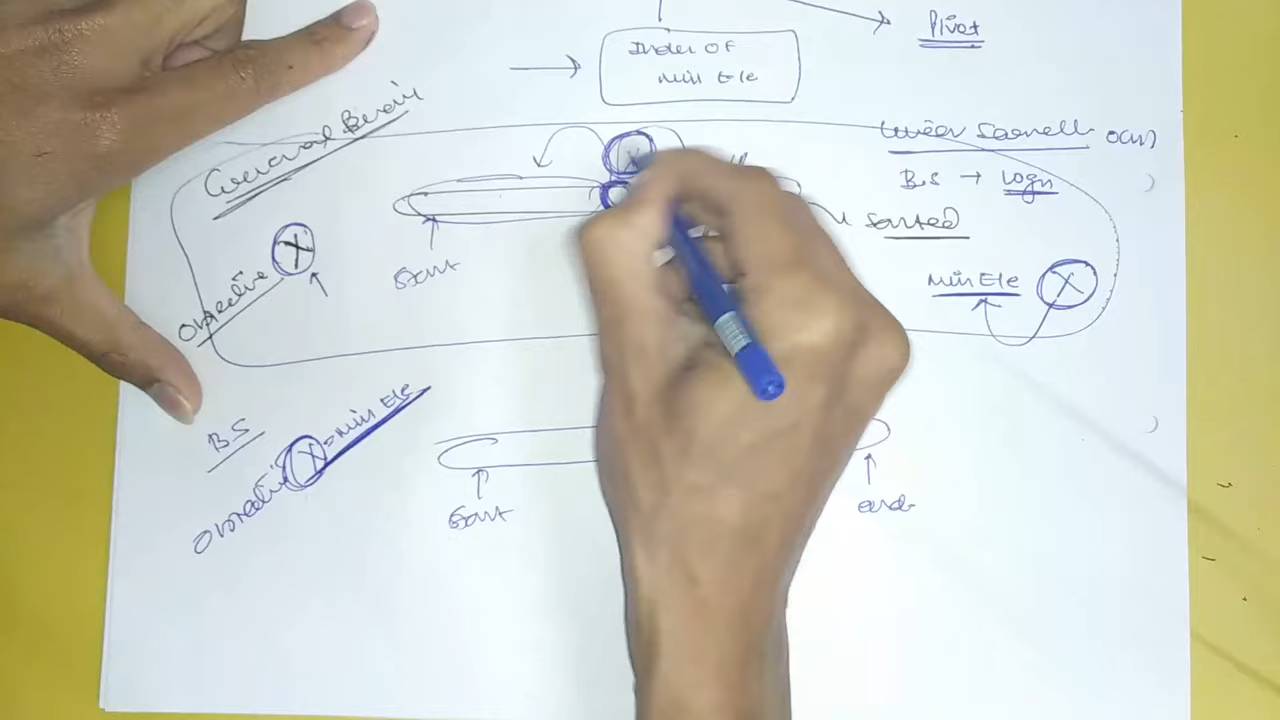 Pivot
Index OF
Min Ele
General Binary
Linear Search O(N)
B.S → Logn
X
sorted
Start
Objective X
Min Ele X
BS
Objective X = Min Ele
Start
end